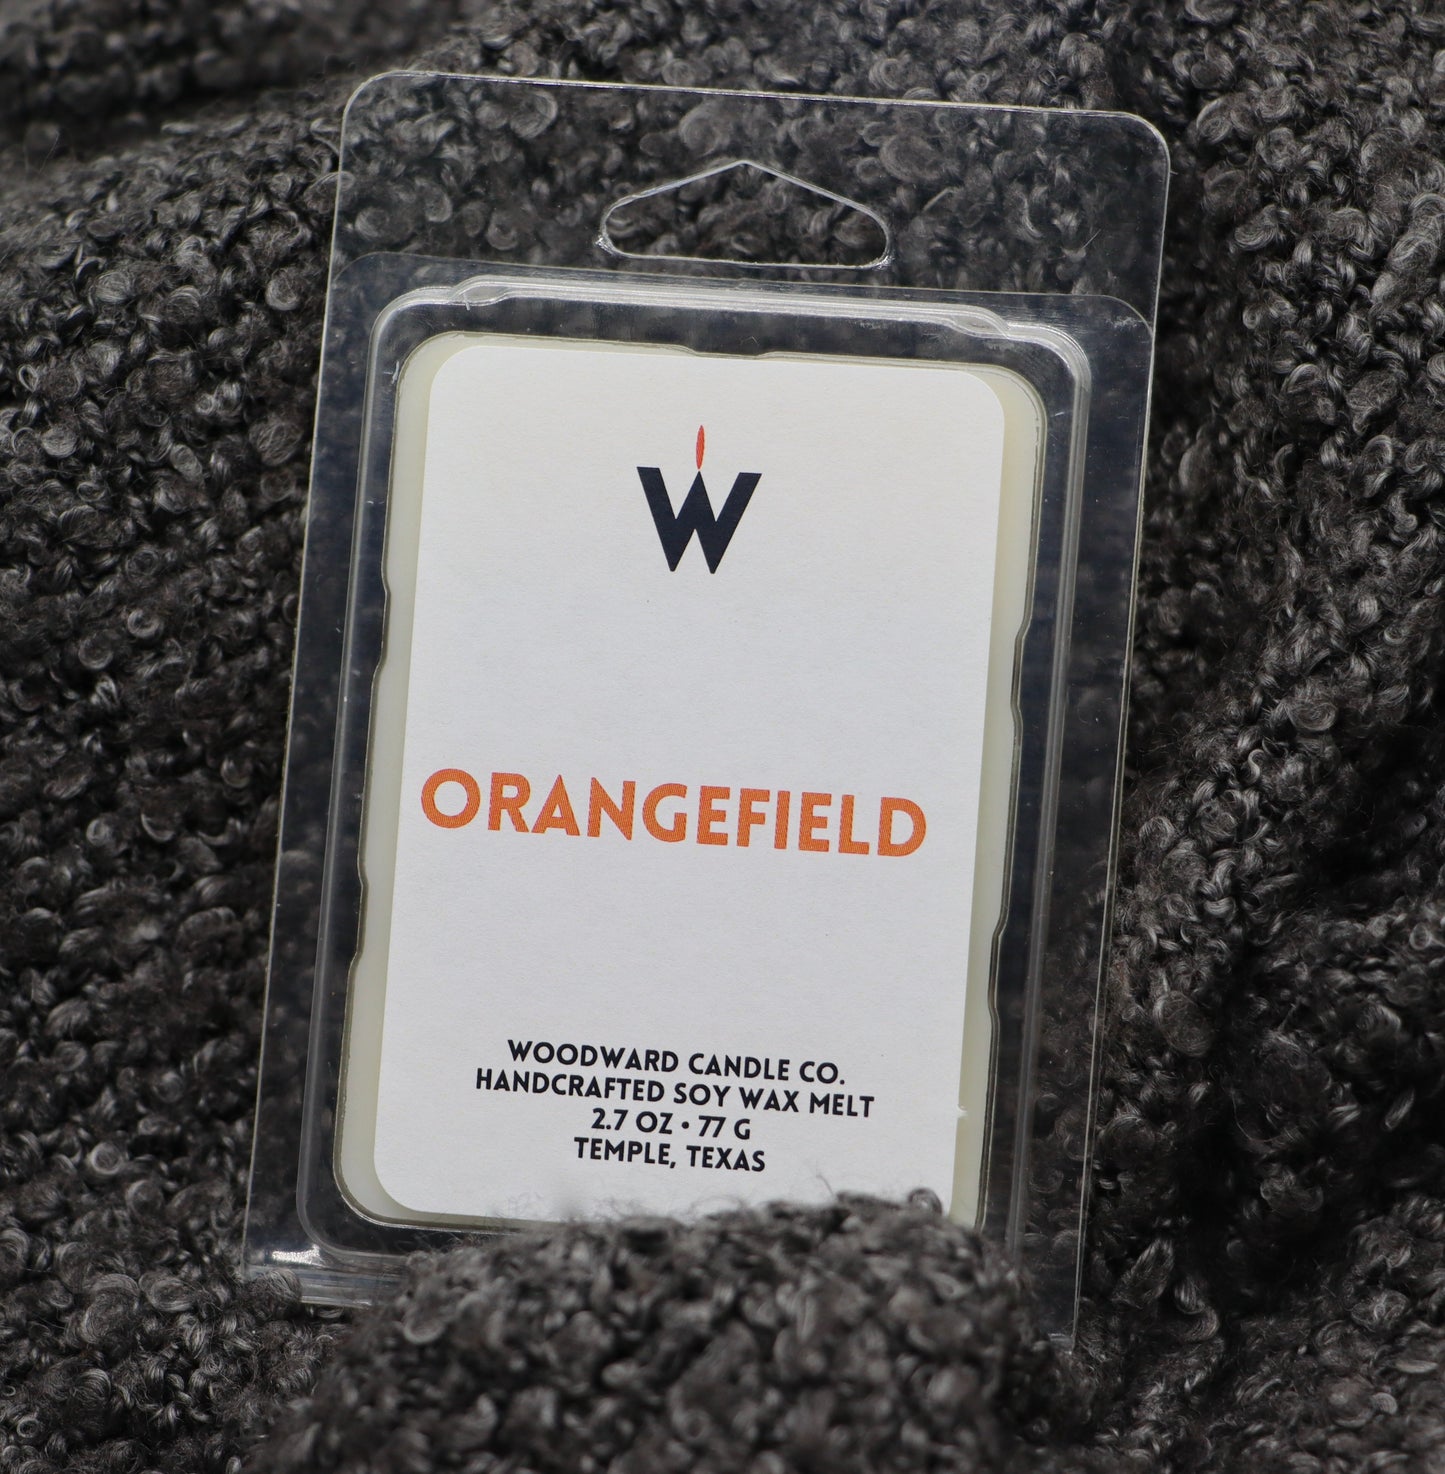 W
ORANGEFIELD
WOODWARD CANDLE CO.
HANDCRAFTED SOY WAX MELT
2.7 OZ • 77 G
TEMPLE, TEXAS